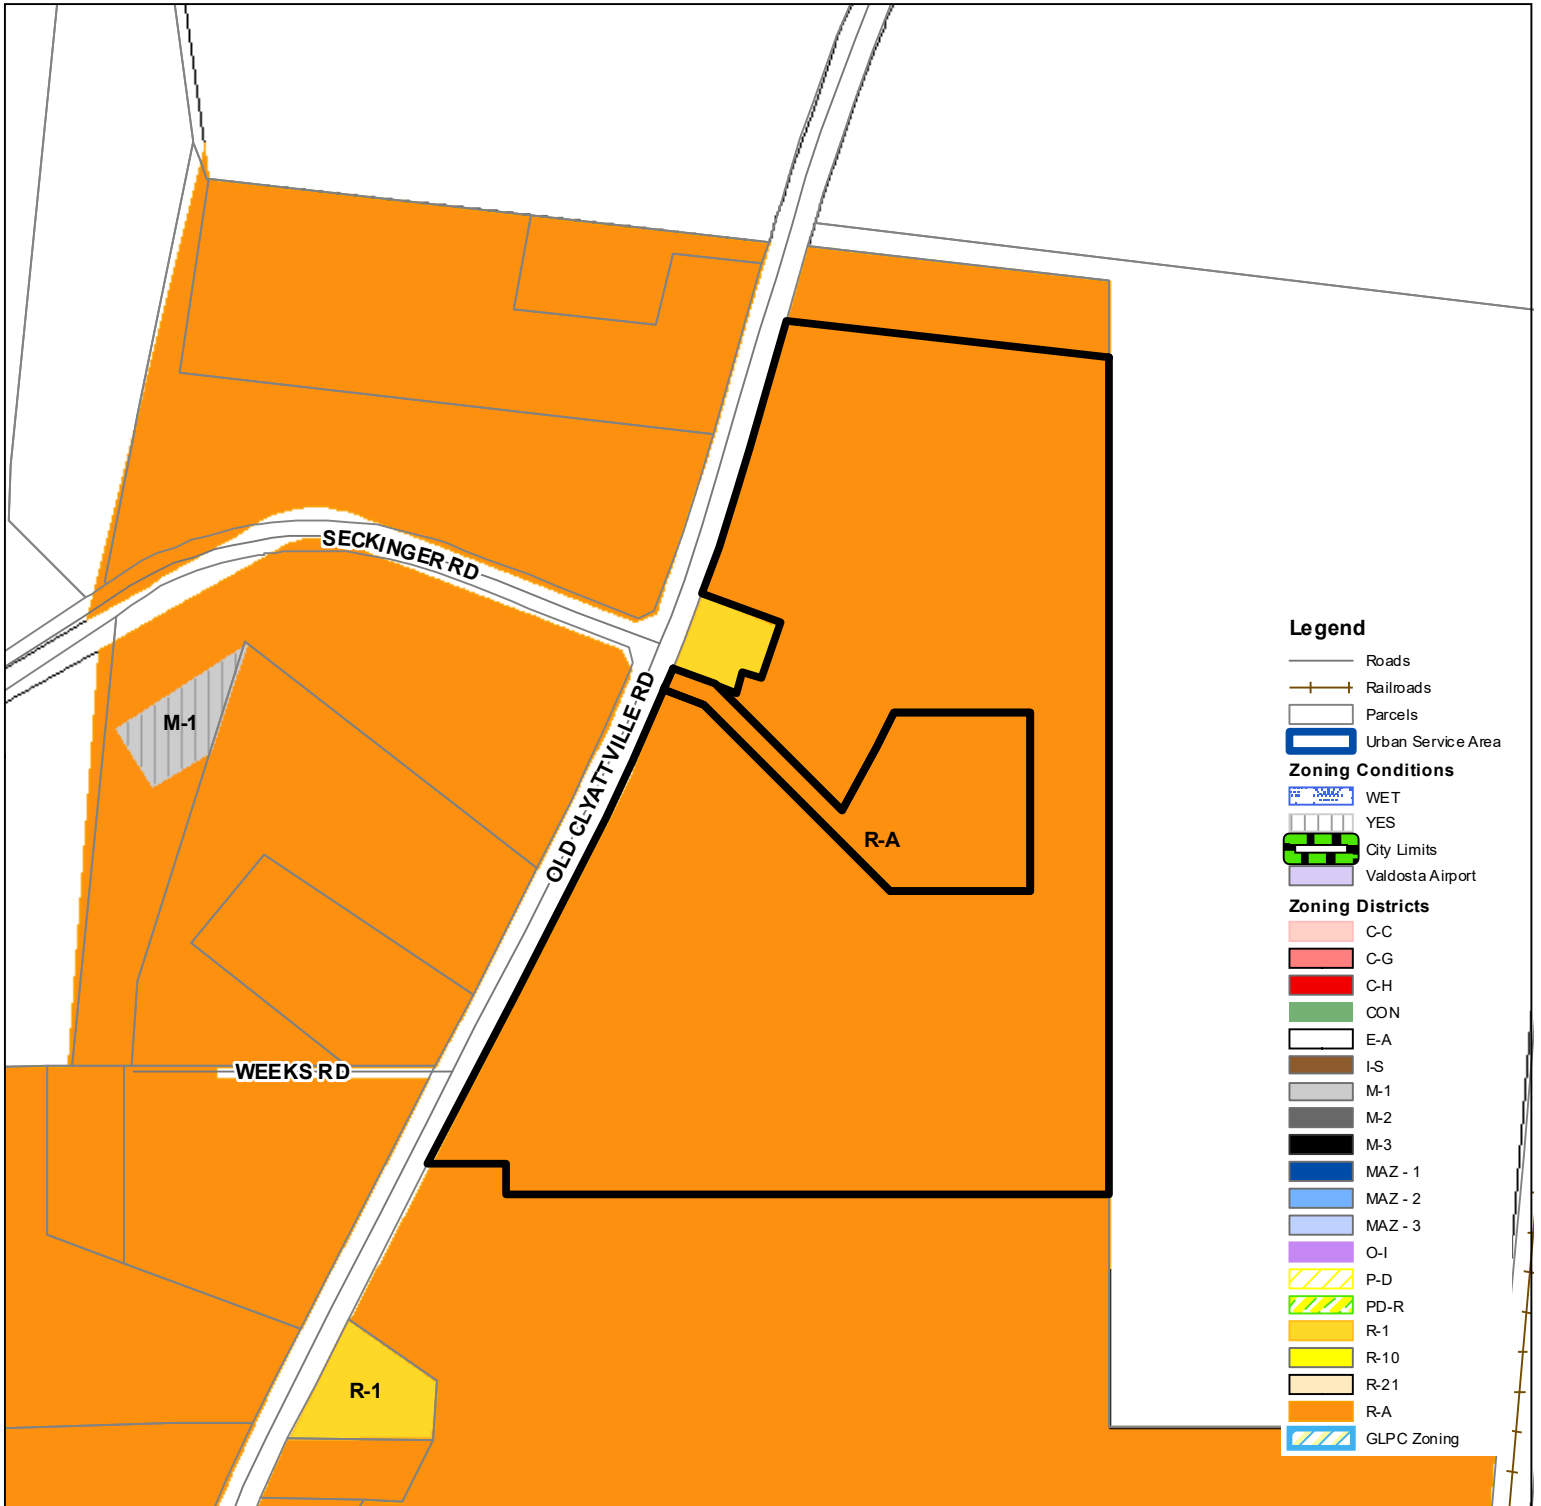 SECKINGER RD
M-1
OLD CLYATTVILLE RD
R-A
WEEKS RD
R-1
Legend
Roads
Railroads
Parcels
Urban Service Area
Zoning Conditions
WET
YES
City Limits
Valdosta Airport
Zoning Districts
C-C
C-G
C-H
CON
E-A
I-S
M-1
M-2
M-3
MAZ - 1
MAZ - 2
MAZ - 3
O-I
P-D
PD-R
R-1
R-10
R-21
R-A
GLPC Zoning